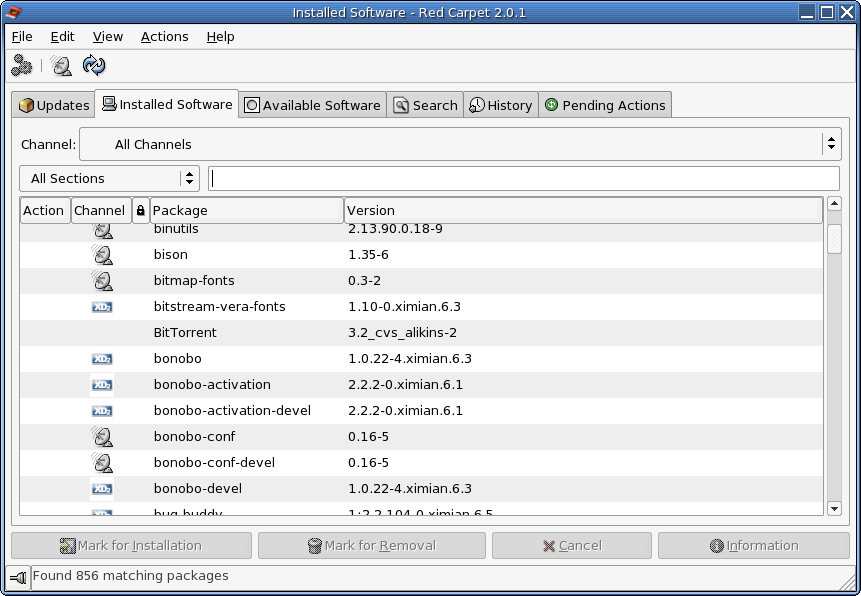 Installed Software - Red Carpet 2.0.1
File Edit View Actions Help
Updates Installed Software Available Software Search History Pending Actions
Channel: All Channels
All Sections
Action Channel Package Version
binutils 2.13.90.0.18-9
bison 1.35-6
bitmap-fonts 0.3-2
XD2 bitstream-vera-fonts 1.10-0.ximian.6.3
BitTorrent 3.2_cvs_alikins-2
XD2 bonobo 1.0.22-4.ximian.6.3
XD2 bonobo-activation 2.2.2-0.ximian.6.1
XD2 bonobo-activation-devel 2.2.2-0.ximian.6.1
bonobo-conf 0.16-5
bonobo-conf-devel 0.16-5
XD2 bonobo-devel 1.0.22-4.ximian.6.3
bug-buddy 1:2.2.104-0.ximian.6.5
Mark for Installation Mark for Removal Cancel Information
Found 856 matching packages